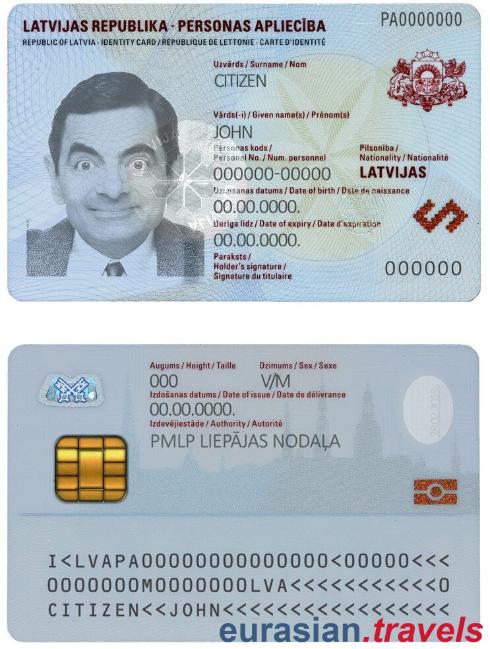 LATVIJAS REPUBLIKA · PERSONAS APLIECĪBA
PA0000000
REPUBLIC OF LATVIA · IDENTITY CARD / RÉPUBLIQUE DE LETTONIE · CARTE D'IDENTITÉ
Uzvārds / Surname / Nom
CITIZEN
Vārds(-i) / Given name(s) / Prénom(s)
JOHN
Personas kods /
Personal No. / Num. personnel
000000-00000
Pilsonība /
Nationality / Nationalité
LATVIJAS
Dzimšanas datums / Date of birth / Date de naissance
00.00.0000.
Derīga līdz / Date of expiry / Date d'expiration
00.00.0000.
Paraksts /
Holder's signature /
Signature du titulaire
000000
Augums / Height / Taille
000
Dzimums / Sex / Sexe
V/M
Izdošanas datums / Date of issue / Date de délivrance
00.00.0000.
Izdevējiestāde / Authority / Autorité
PMLP LIEPĀJAS NODAĻA
I<LVAPA0000000000000000<00000<<<
0000000M0000000LVA<<<<<<<<<<<0
CITIZEN<<JOHN<<<<<<<<<<<<<<<<<
eurasian.travels